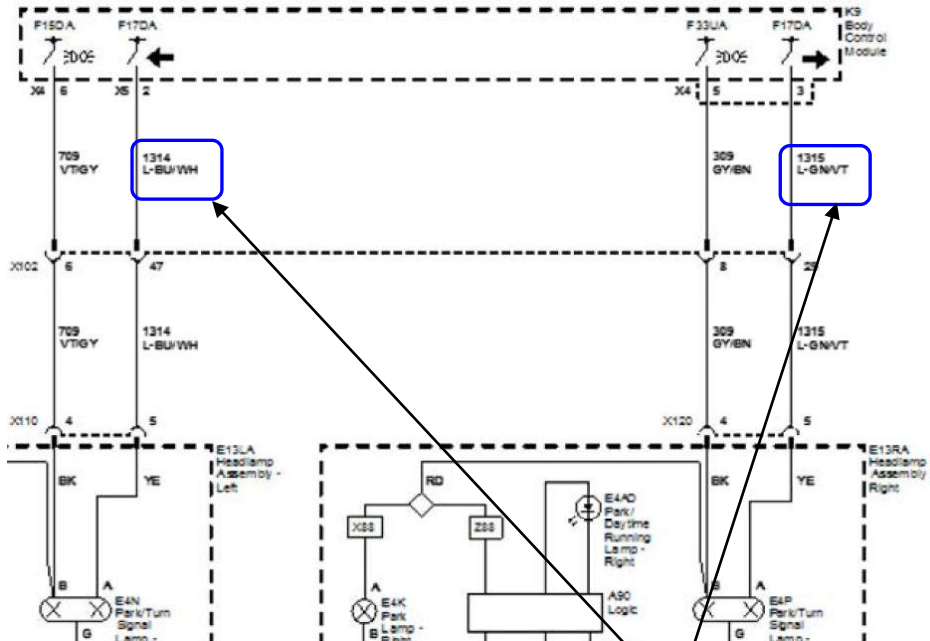 F15DA
F17DA
F33UA
F17DA
K9
Body
Control
Module
X4
6
X5
2
X4
5
3
709
VT/GY
1314
L-BU/WH
309
GY/BN
1315
L-GN/VT
X102
6
47
8
709
VT/GY
1314
L-BU/WH
309
GY/BN
1315
L-GN/VT
X110
4
5
X120
4
5
E13LA
Headlamp
Assembly -
Left
E13RA
Headlamp
Assembly
Right
BK
YE
RD
BK
YE
X88
Z88
E4AD
Park/
Daytime
Running
Lamp -
Right
B
A
A
B
A
E4N
Park/Turn
Signal
Lamp -
G
E4K
Park
Lamp -
Right
B
A90
Logic
E4P
Park/Turn
Signal
Lamp -
G